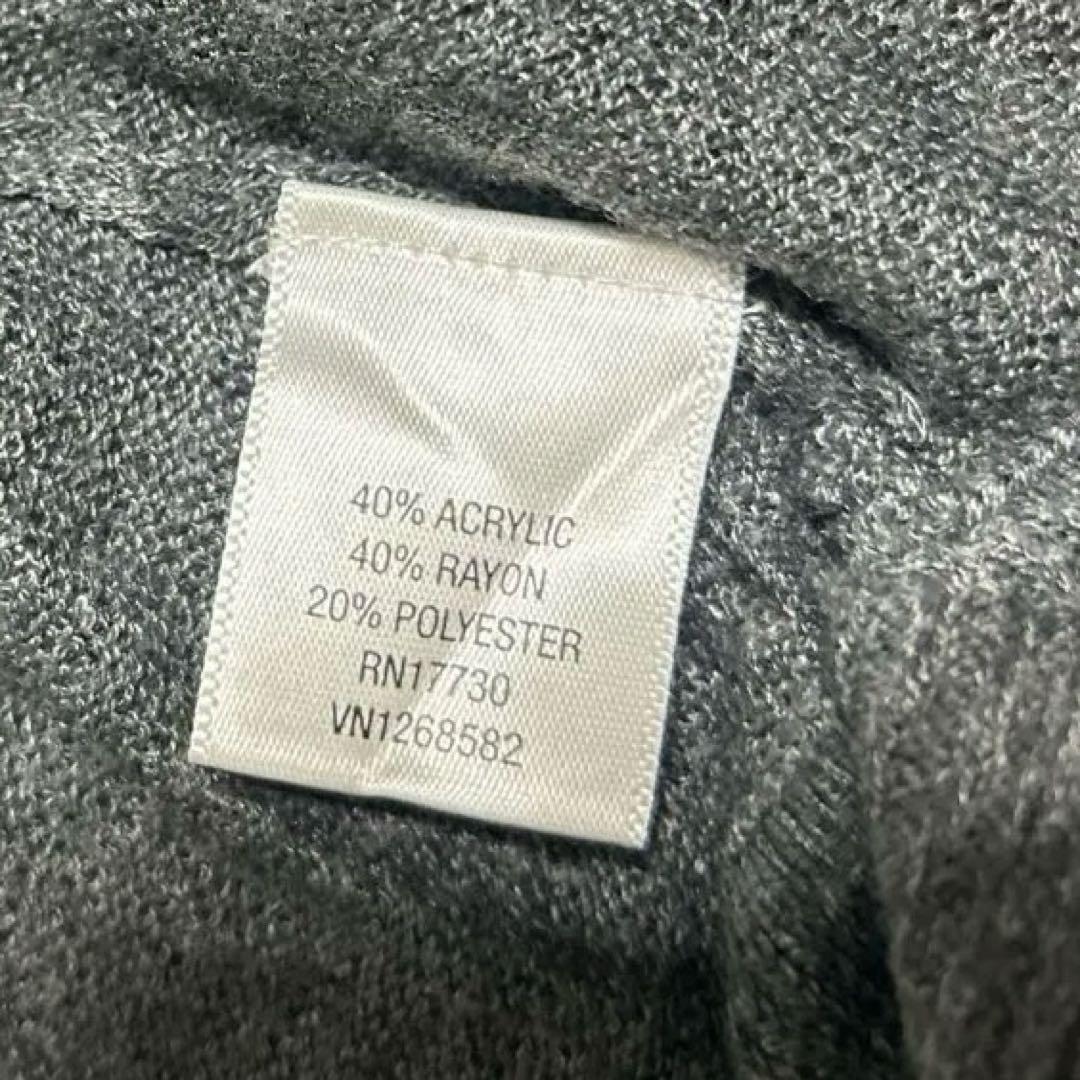 40% ACRYLIC
40% RAYON
20% POLYESTER
RN17730
VN1268582